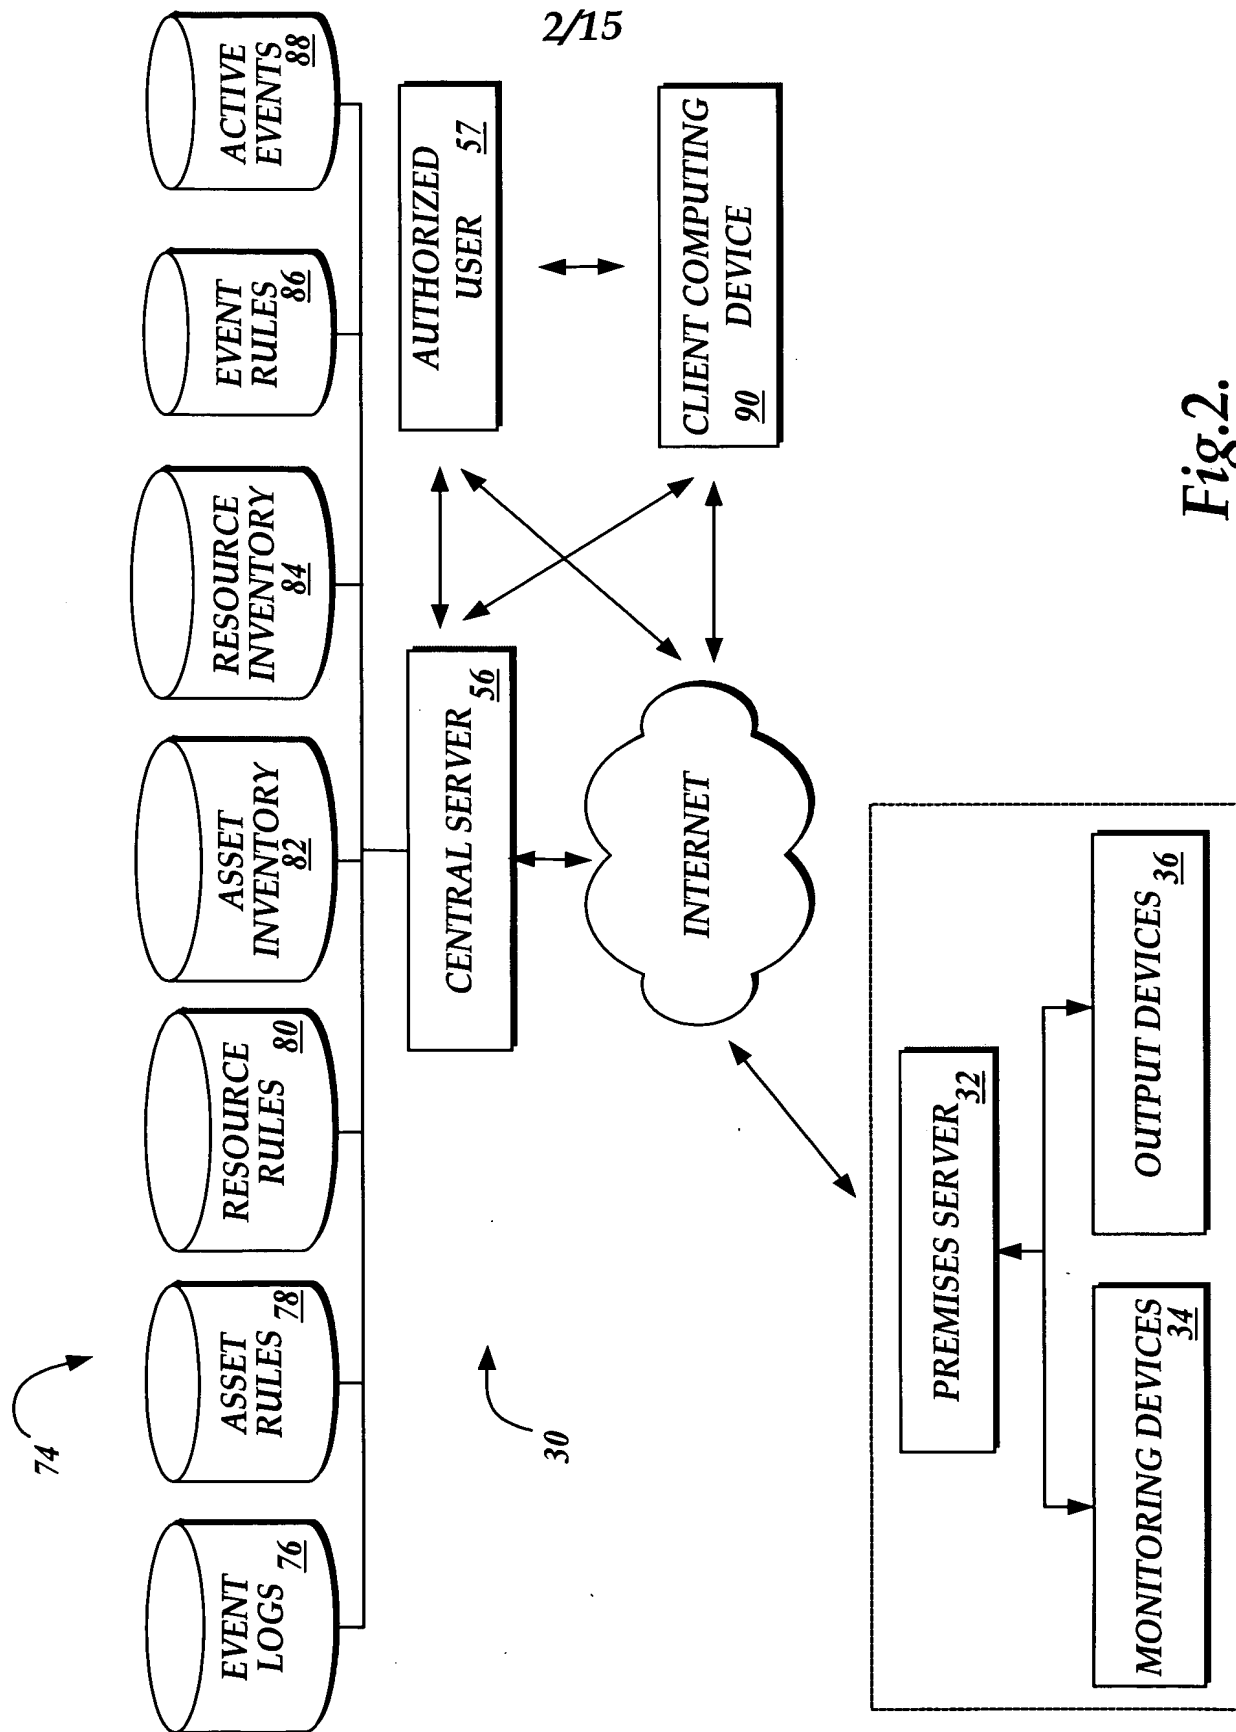 2/15
74
EVENT
LOGS 76
ASSET
RULES 78
RESOURCE
RULES 80
ASSET
INVENTORY
82
RESOURCE
INVENTORY
84
EVENT
RULES 86
ACTIVE
EVENTS 88
30
CENTRAL SERVER 56
AUTHORIZED
USER 57
INTERNET
CLIENT COMPUTING
90 DEVICE
PREMISES SERVER 32
MONITORING DEVICES 34
OUTPUT DEVICES 36
Fig.2.